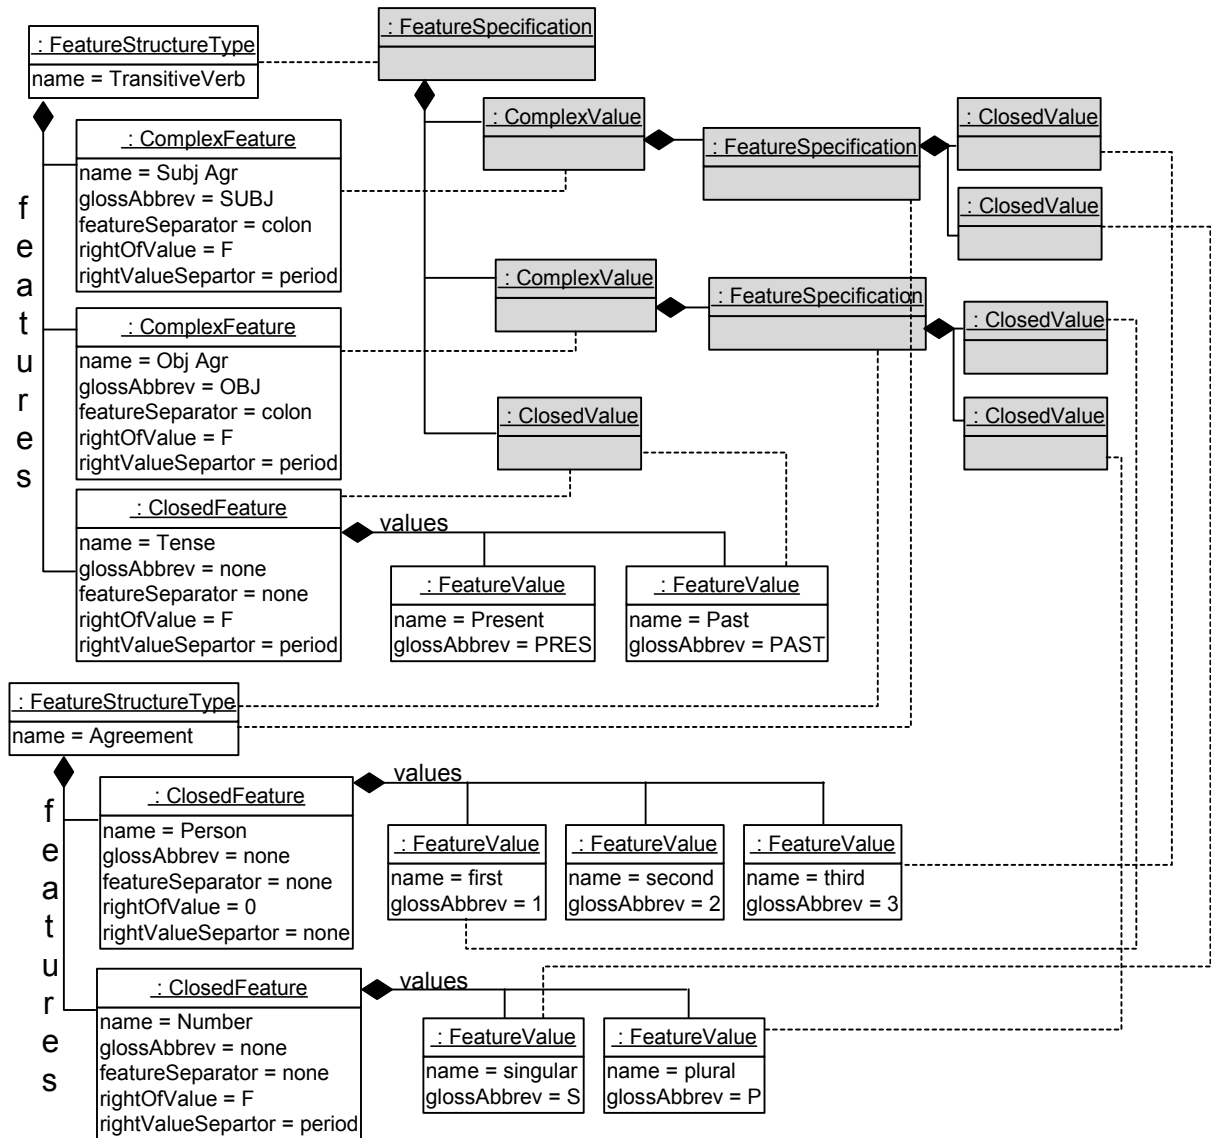 : FeatureStructureType
name = TransitiveVerb
: FeatureSpecification
: ComplexValue
: FeatureSpecification
: ClosedValue
: ClosedValue
features
: ComplexFeature
name = Subj Agr
glossAbbrev = SUBJ
featureSeparator = colon
rightOfValue = F
rightValueSepartor = period
: ComplexValue
: FeatureSpecification
: ClosedValue
: ClosedValue
: ComplexFeature
name = Obj Agr
glossAbbrev = OBJ
featureSeparator = colon
rightOfValue = F
rightValueSepartor = period
: ClosedValue
: ClosedFeature
name = Tense
glossAbbrev = none
featureSeparator = none
rightOfValue = F
rightValueSepartor = period
values
: FeatureValue
name = Present
glossAbbrev = PRES
: FeatureValue
name = Past
glossAbbrev = PAST
: FeatureStructureType
name = Agreement
features
: ClosedFeature
name = Person
glossAbbrev = none
featureSeparator = none
rightOfValue = 0
rightValueSepartor = none
values
: FeatureValue
name = first
glossAbbrev = 1
: FeatureValue
name = second
glossAbbrev = 2
: FeatureValue
name = third
glossAbbrev = 3
: ClosedFeature
name = Number
glossAbbrev = none
featureSeparator = none
rightOfValue = F
rightValueSepartor = period
values
: FeatureValue
name = singular
glossAbbrev = S
: FeatureValue
name = plural
glossAbbrev = P